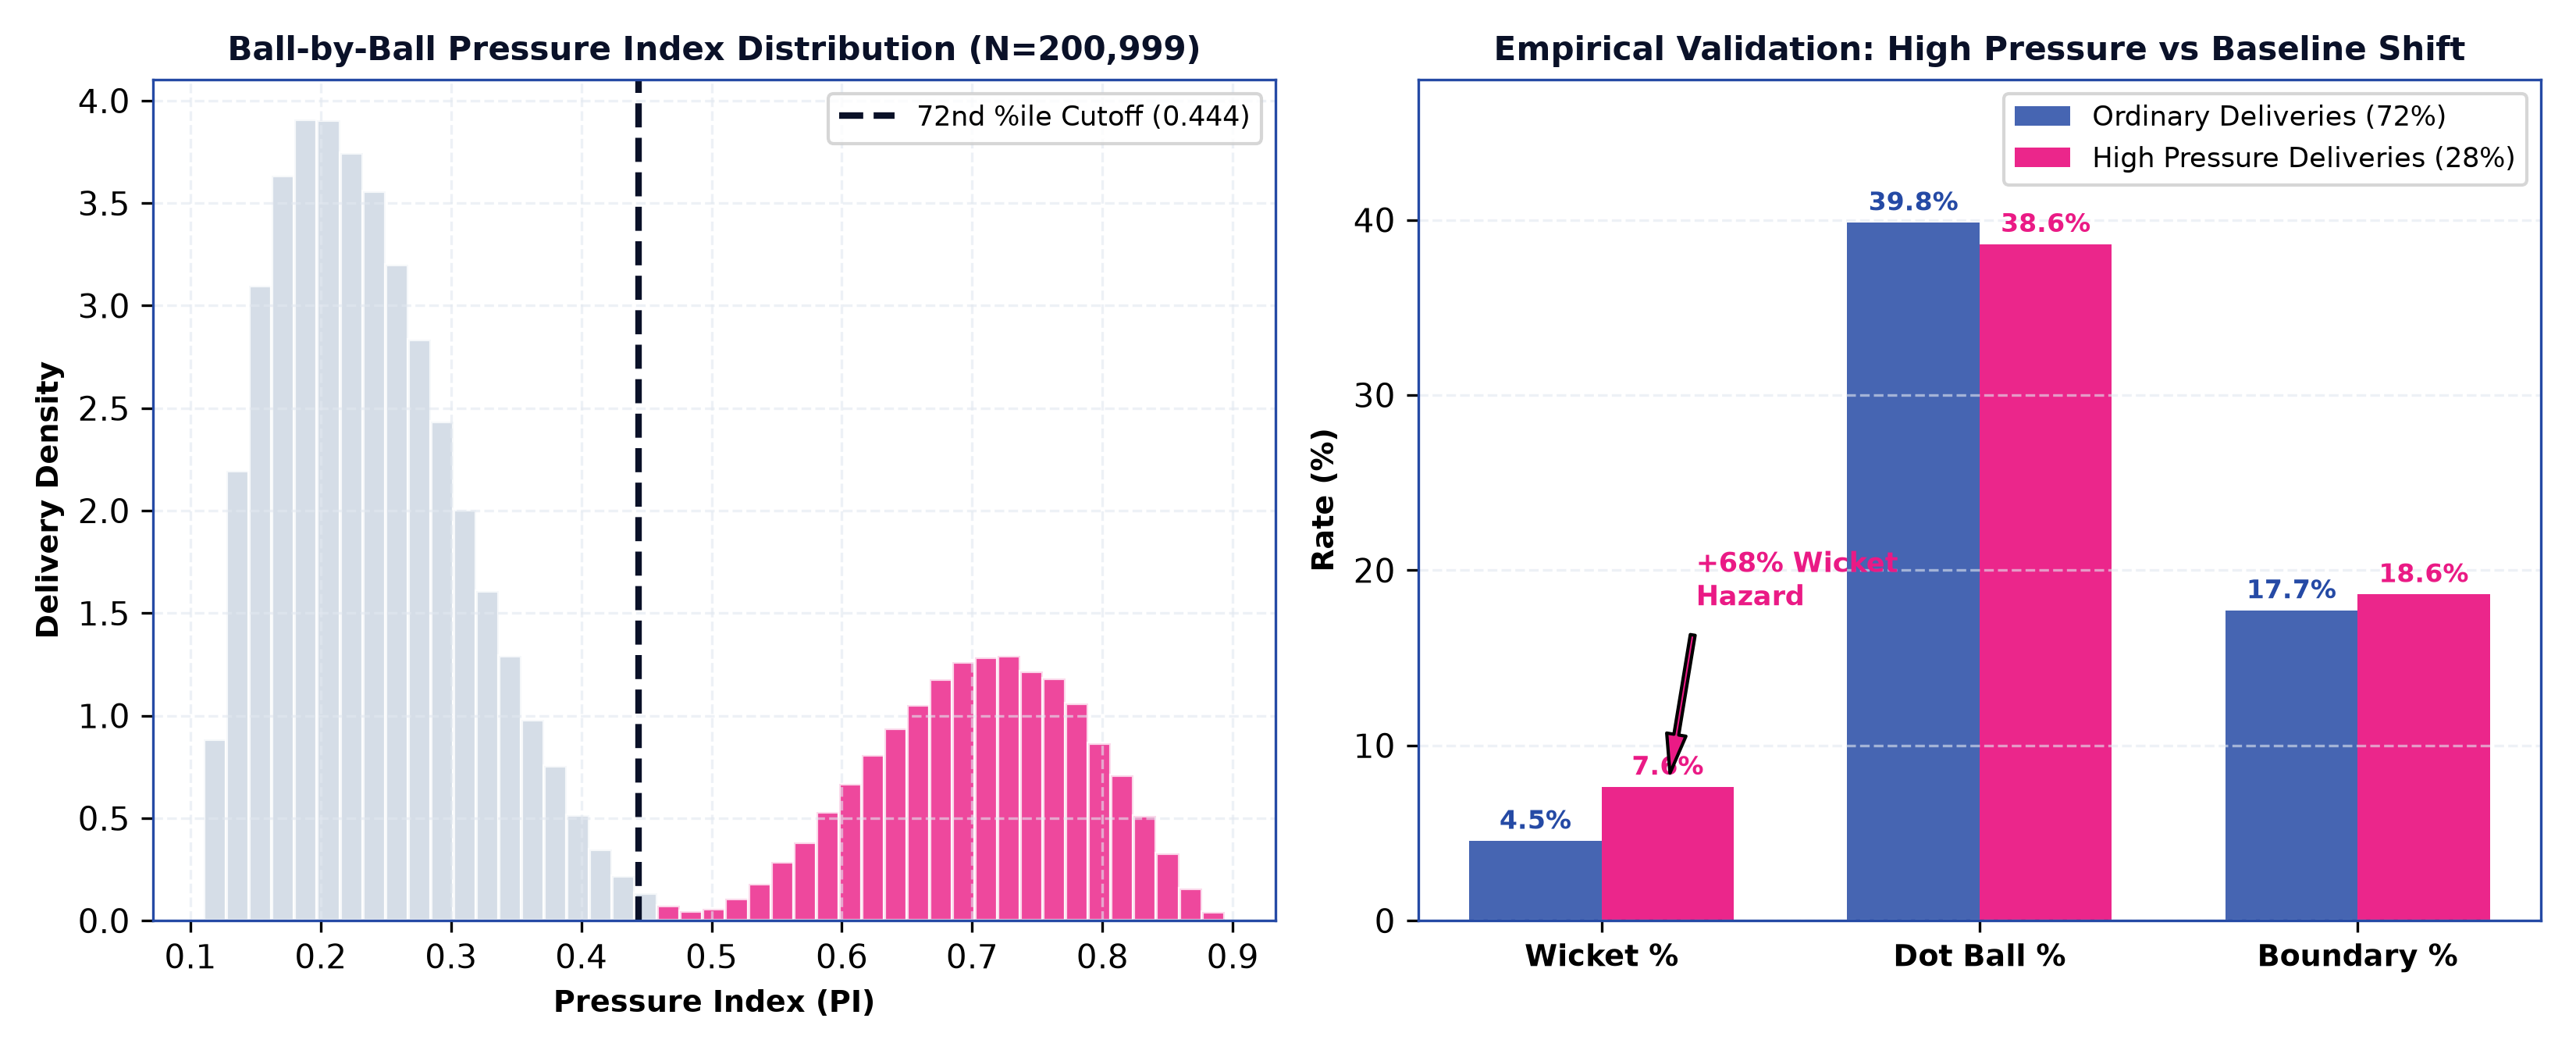 Ball-by-Ball Pressure Index Distribution (N=200,999)
72nd %ile Cutoff (0.444)
Delivery Density
4.0
3.5
3.0
2.5
2.0
1.5
1.0
0.5
0.0
0.1 0.2 0.3 0.4 0.5 0.6 0.7 0.8 0.9
Pressure Index (PI)
Empirical Validation: High Pressure vs Baseline Shift
Ordinary Deliveries (72%)
High Pressure Deliveries (28%)
Rate (%)
40
30
20
10
0
4.5%
7.6%
39.8%
38.6%
17.7%
18.6%
+68% Wicket
Hazard
Wicket % Dot Ball % Boundary %